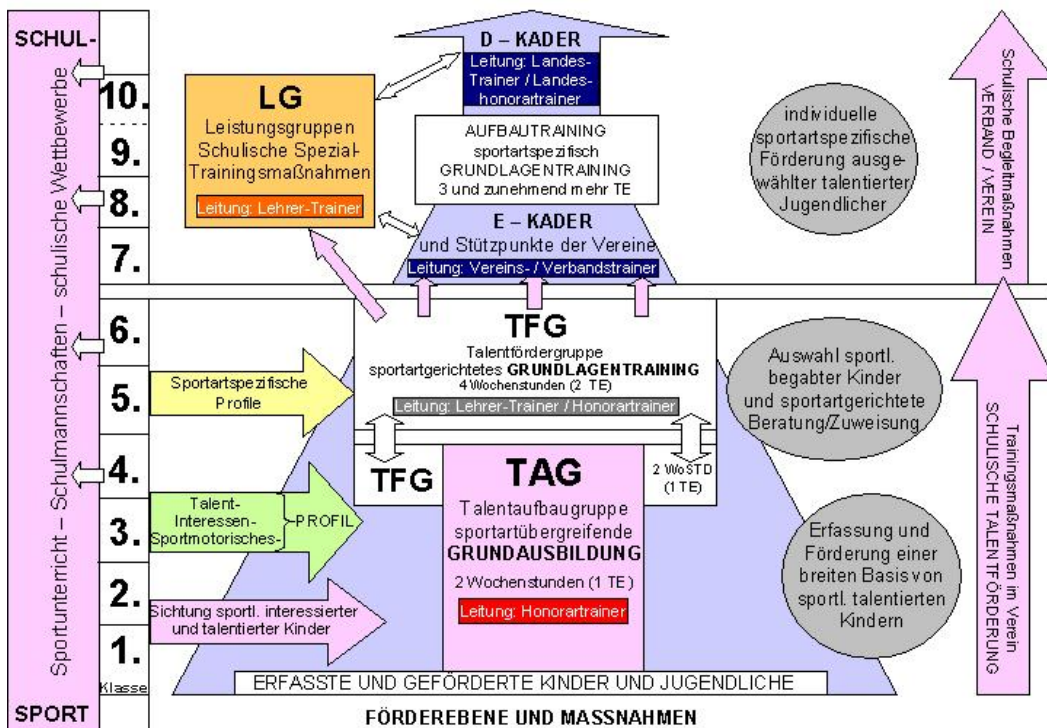 SCHUL-
Sportunterricht – Schulmannschaften – schulische Wettbewerbe
SPORT
10.
9.
8.
7.
6.
5.
4.
3.
2.
1.
Klasse
D – KADER
Leitung: Landes-
Trainer / Landes-
honorartrainer
LG
Leistungsgruppen
Schulische Spezial-
Trainingsmaßnahmen
Leitung: Lehrer-Trainer
AUFBAUTRAINING
sportartspezifisch
GRUNDLAGENTRAINING
3 und zunehmend mehr TE
E – KADER
und Stützpunkte der Vereine
Leitung: Vereins- / Verbandstrainer
individuelle
sportartspezifische
Förderung ausge-
wählter talentierter
Jugendlicher
Schulische Begleitmaßnahmen
VERBAND / VEREIN
TFG
Talentfördergruppe
sportartgerichtetes GRUNDLAGENTRAINING
4 Wochenstunden (2 TE)
Leitung: Lehrer-Trainer / Honorartrainer
Sportartspezifische
Profile
Auswahl sportl.
begabter Kinder
und sportartgerichtete
Beratung/Zuweisung
TFG
2 WoSTD
(1 TE)
TAG
Talentaufbaugruppe
sportartübergreifende
GRUNDAUSBILDUNG
2 Wochenstunden (1 TE)
Leitung: Honorartrainer
Talent-
Interessen-
Sportmotorisches-
PROFIL
Sichtung sportl. interessierter
und talentierter Kinder
Erfassung und
Förderung einer
breiten Basis von
sportl. talentierten
Kindern
Trainingsmaßnahmen im Verein
SCHULISCHE TALENTFÖRDERUNG
ERFASSTE UND GEFÖRDERTE KINDER UND JUGENDLICHE
FÖRDEREBENE UND MASSNAHMEN